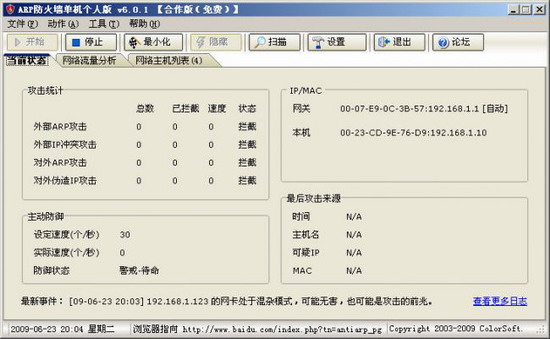 ARP防火墙单机个人版 v6.0.1 【合作版(免费)】
文件(F) 动作(A) 工具(T) 帮助(H)
开始 停止 最小化 隐藏 扫描 设置 退出 论坛
当前状态 网络流量分析 网络主机列表(4)
攻击统计
总数 已拦截 速度 状态
外部ARP攻击 0 0 0 拦截
外部IP冲突攻击 0 0 0 拦截
对外ARP攻击 0 0 0 拦截
对外伪造IP攻击 0 0 0 拦截
IP/MAC
网关 00-07-E9-0C-3B-57:192.168.1.1 [自动]
本机 00-23-CD-9E-76-D9:192.168.1.10
主动防御
设定速度(个/秒) 30
实际速度(个/秒) 0
防御状态 警戒-待命
最后攻击来源
时间 N/A
主机名 N/A
可疑IP N/A
MAC N/A
最新事件： [09-06-23 20:03] 192.168.1.123 的网卡处于混杂模式，可能无害，也可能是攻击的前兆。 查看更多日志
2009-06-23 20:04 星期二 浏览器指向 http://www.baidu.com/index.php?tn=antiarp_pg Copyright 2003-2009 ColorSoft.